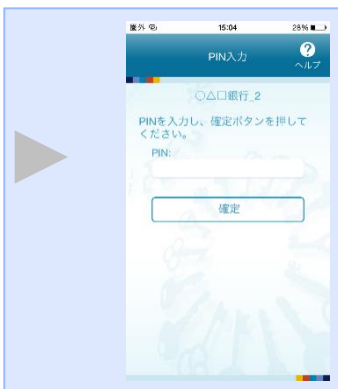 圏外
15:04
28%
PIN入力
?
ヘルプ
○△□銀行_2
PINを入力し、確定ボタンを押して
ください。
PIN:
確定